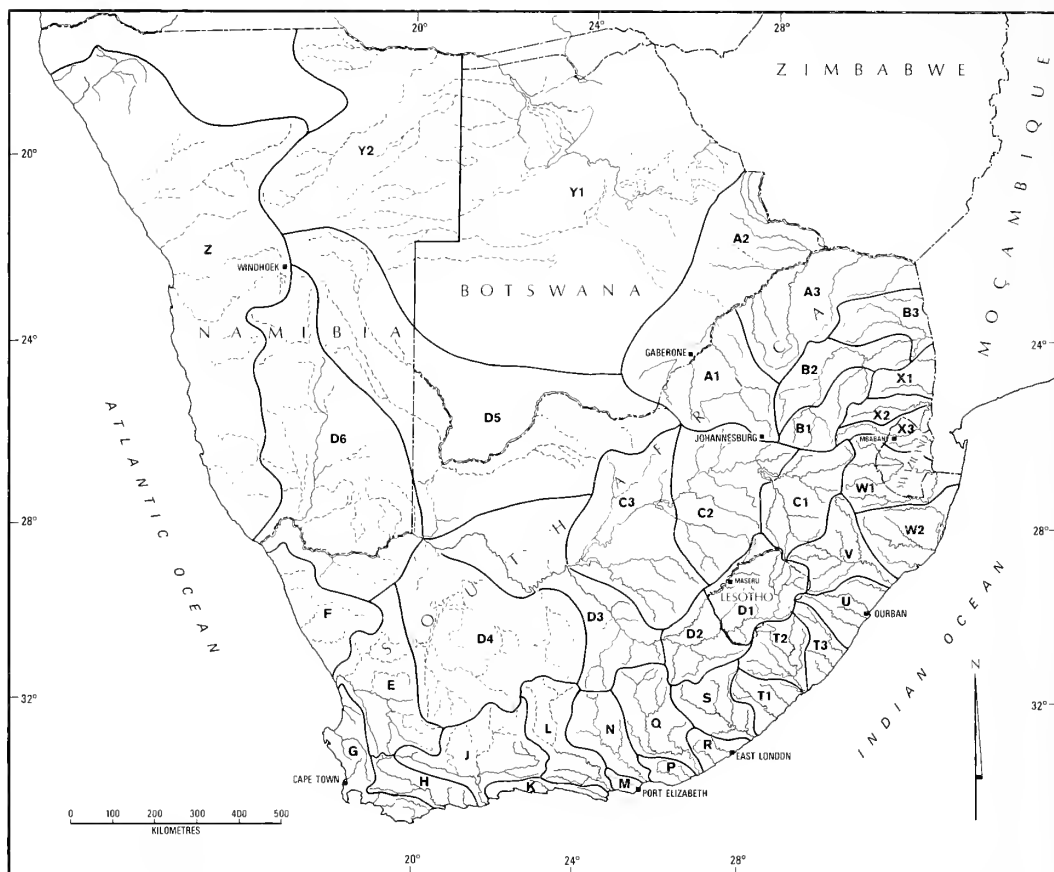 20° 24° 28°
ZIMBABWE
MOÇAMBIQUE
20°
Y2
Y1
A2
Z
WINDHOEK
BOTSWANA
A3
NAMIBIA
B3
24°
24°
GABERONE
A1
B2
X1
D5
X2
X3
D6
JOHANNESBURG
B1
MBABANE
ATLANTIC OCEAN
SOUTH AFRICA
C3
C2
C1
W1
W2
28°
28°
V
MASERU
LESOTHO
D1
U
DURBAN
F
D4
D3
D2
T2
T3
E
S
T1
32°
32°
INDIAN OCEAN
N
L
N
Q
R
EAST LONDON
G
J
P
CAPE TOWN
H
K
M
PORT ELIZABETH
0 100 200 300 400 500
KILOMETRES
20° 24° 28°